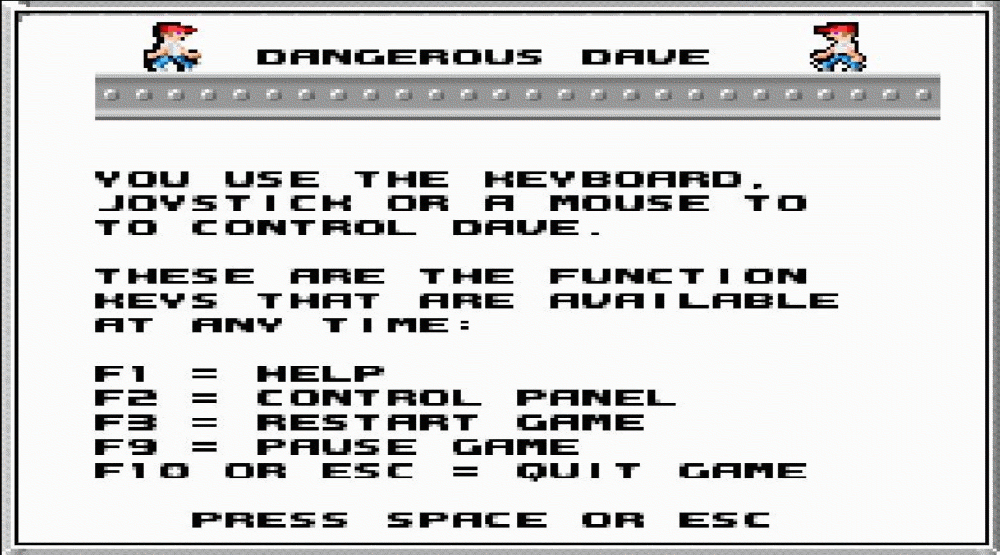 DANGEROUS DAVE
YOU USE THE KEYBOARD,
JOYSTICK OR A MOUSE TO
TO CONTROL DAVE.
THESE ARE THE FUNCTION
KEYS THAT ARE AVAILABLE
AT ANY TIME:
F1 = HELP
F2 = CONTROL PANEL
F3 = RESTART GAME
F9 = PAUSE GAME
F10 OR ESC = QUIT GAME
PRESS SPACE OR ESC